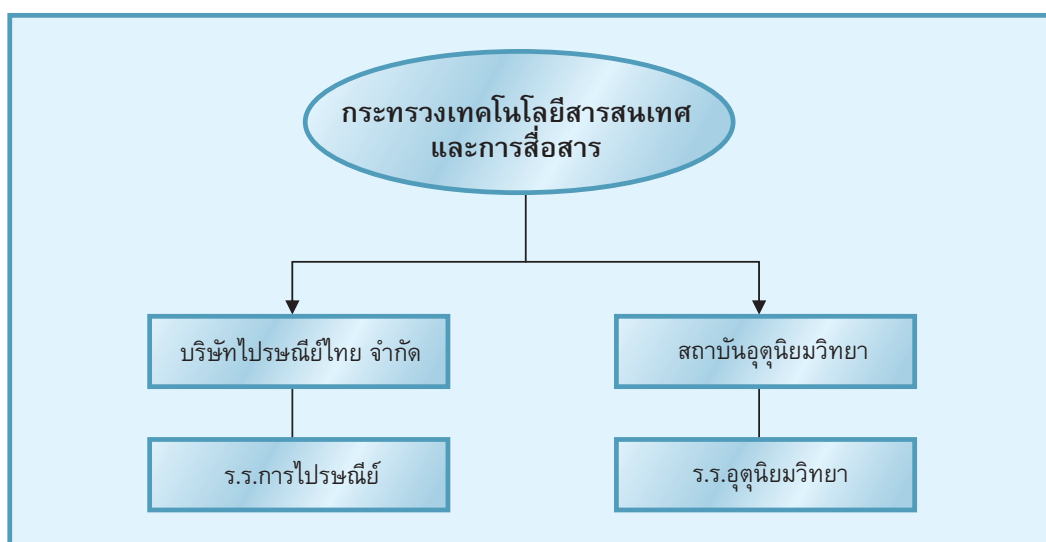 กระทรวงเทคโนโลยีสารสนเทศ
และการสื่อสาร
บริษัทไปรษณีย์ไทย จำกัด
สถาบันอุตุนิยมวิทยา
ร.ร.การไปรษณีย์
ร.ร.อุตุนิยมวิทยา